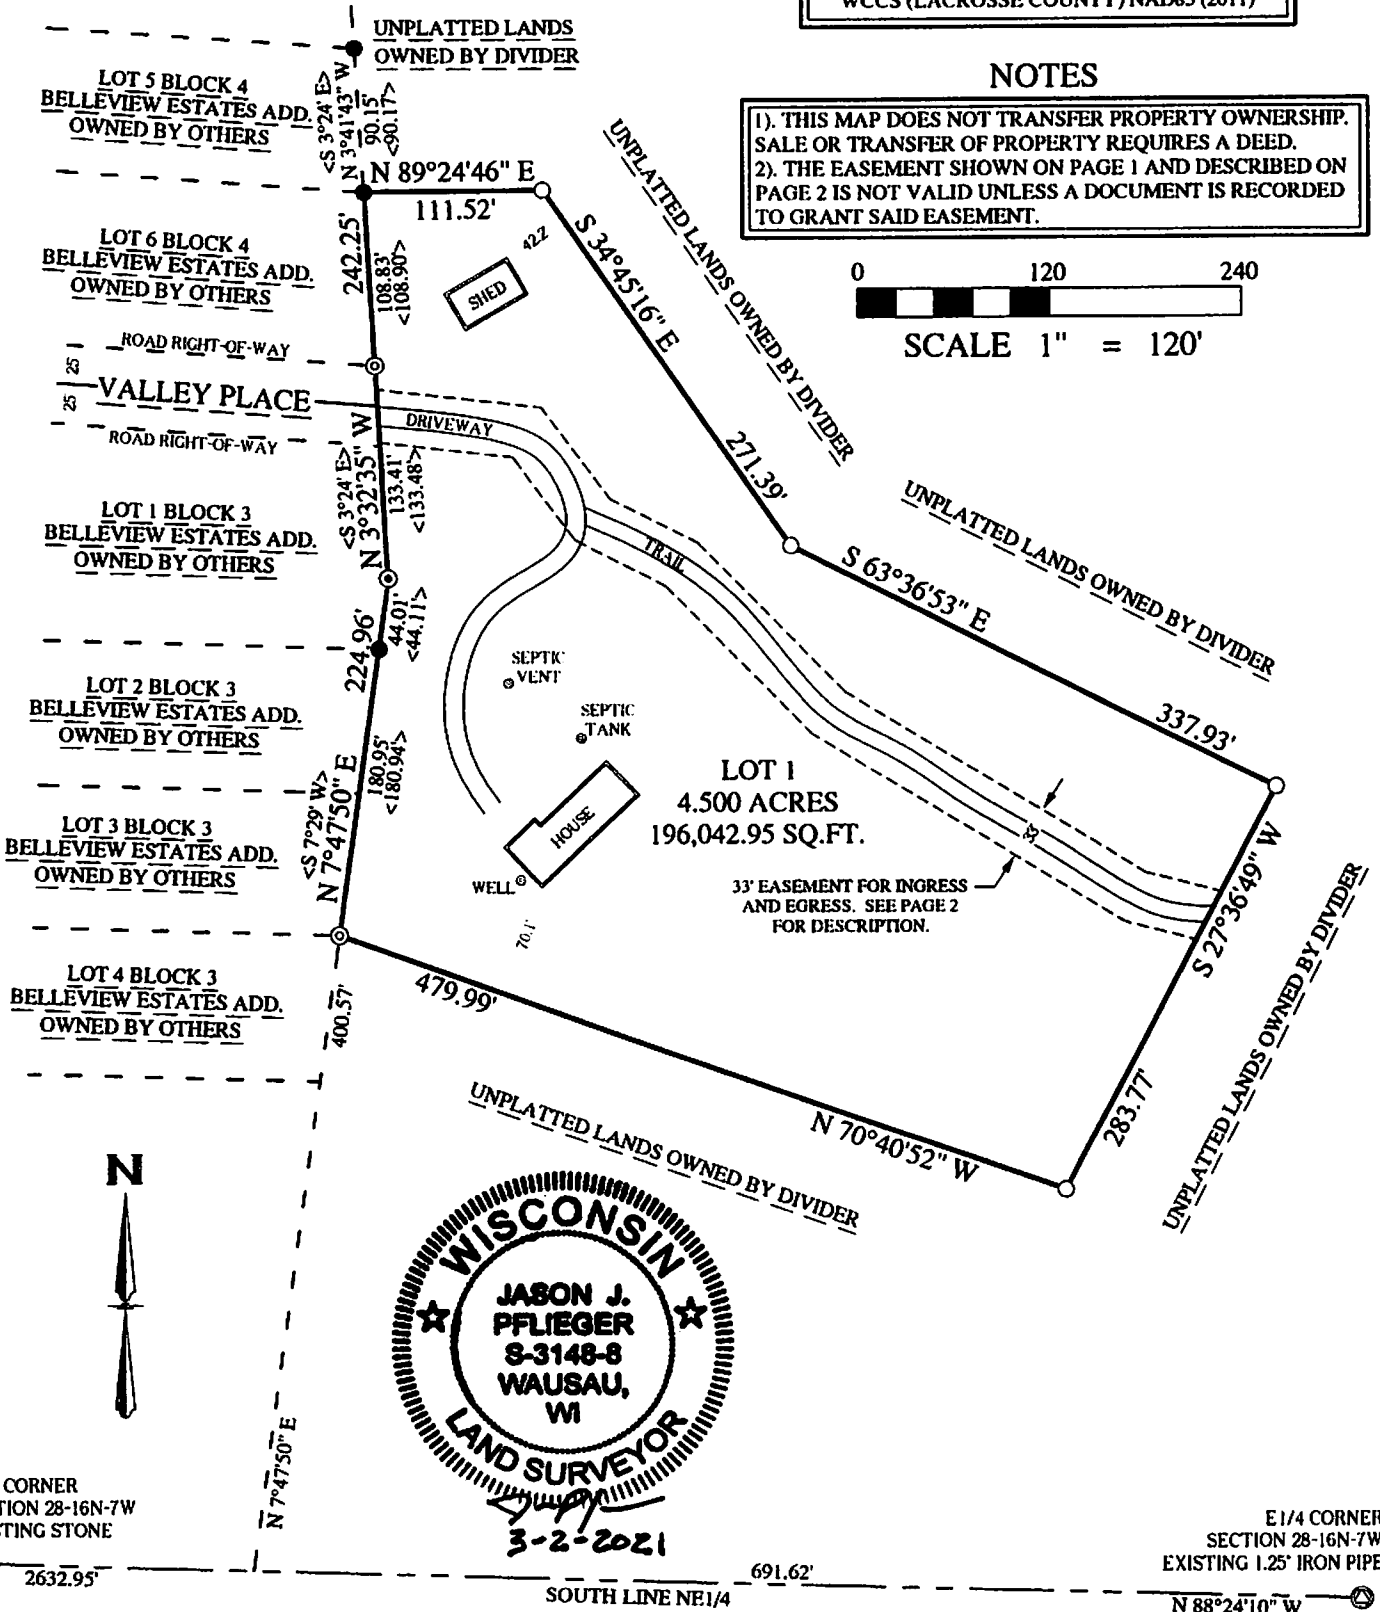 WCCS (LACROSSE COUNTY) NAD83 (2011)
UNPLATTED LANDS
OWNED BY DIVIDER
NOTES
1). THIS MAP DOES NOT TRANSFER PROPERTY OWNERSHIP.
SALE OR TRANSFER OF PROPERTY REQUIRES A DEED.
2). THE EASEMENT SHOWN ON PAGE 1 AND DESCRIBED ON
PAGE 2 IS NOT VALID UNLESS A DOCUMENT IS RECORDED
TO GRANT SAID EASEMENT.
0 120 240
SCALE 1" = 120'
LOT 5 BLOCK 4
BELLEVIEW ESTATES ADD.
OWNED BY OTHERS
<S 3°24' E>
N 3°41'43" W
90.15'
<90.17'>
N 89°24'46" E
111.52'
UNPLATTED LANDS OWNED BY DIVIDER
S 34°45'16" E
271.39'
LOT 6 BLOCK 4
BELLEVIEW ESTATES ADD.
OWNED BY OTHERS
242.25'
108.83'
<108.90'>
SHED
42.2
ROAD RIGHT-OF-WAY
25
25
VALLEY PLACE
ROAD RIGHT-OF-WAY
DRIVEWAY
<S 3°24' E>
N 3°32'35" W
133.41'
<133.48'>
LOT 1 BLOCK 3
BELLEVIEW ESTATES ADD.
OWNED BY OTHERS
TRAIL
UNPLATTED LANDS OWNED BY DIVIDER
S 63°36'53" E
337.93'
224.96'
44.01'
<44.11'>
LOT 2 BLOCK 3
BELLEVIEW ESTATES ADD.
OWNED BY OTHERS
SEPTIC
VENT
SEPTIC
TANK
LOT 1
4.500 ACRES
196,042.95 SQ.FT.
HOUSE
WELL
70.1'
<S 7°29' W>
N 7°47'50" E
180.95'
<180.94'>
LOT 3 BLOCK 3
BELLEVIEW ESTATES ADD.
OWNED BY OTHERS
33'
33' EASEMENT FOR INGRESS
AND EGRESS. SEE PAGE 2
FOR DESCRIPTION.
S 27°36'49" W
283.77'
UNPLATTED LANDS OWNED BY DIVIDER
LOT 4 BLOCK 3
BELLEVIEW ESTATES ADD.
OWNED BY OTHERS
400.57'
479.99'
N 70°40'52" W
UNPLATTED LANDS OWNED BY DIVIDER
N
WISCONSIN
JASON J.
PFLIEGER
S-3148-8
WAUSAU,
WI
LAND SURVEYOR
3-2-2021
N 7°47'50" E
CORNER
TION 28-16N-7W
TING STONE
2632.95'
SOUTH LINE NE1/4
691.62'
E1/4 CORNER
SECTION 28-16N-7W
EXISTING 1.25" IRON PIPE
N 88°24'10" W